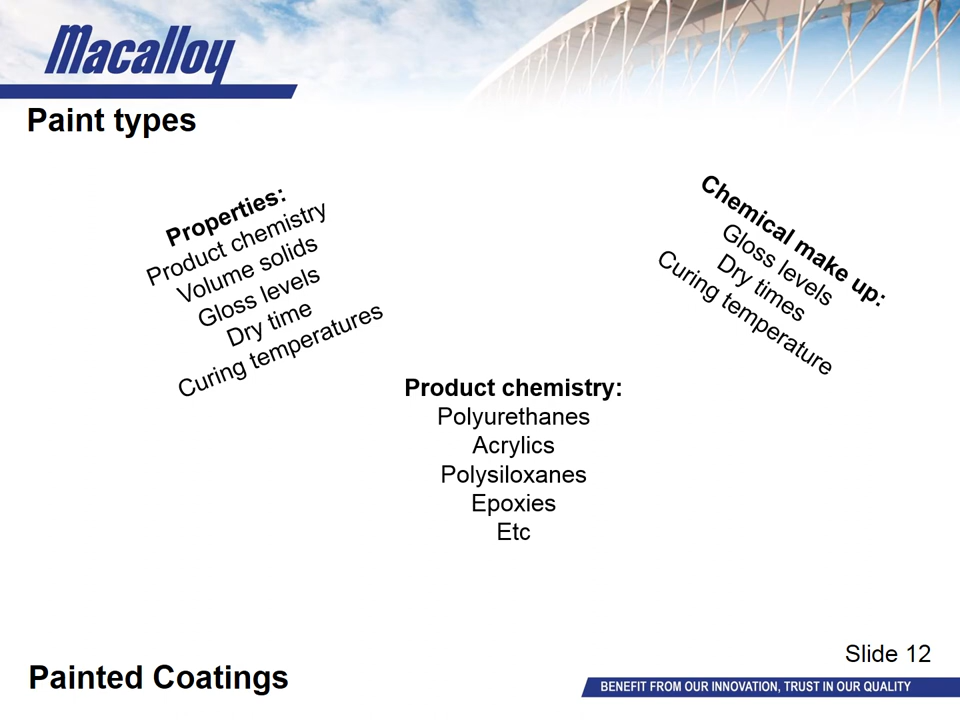 Macalloy
Paint types
Properties:
Product chemistry
Volume solids
Gloss levels
Dry time
Curing temperatures
Chemical make up:
Gloss levels
Dry times
Curing temperature
Product chemistry:
Polyurethanes
Acrylics
Polysiloxanes
Epoxies
Etc
Slide 12
Painted Coatings
BENEFIT FROM OUR INNOVATION, TRUST IN OUR QUALITY